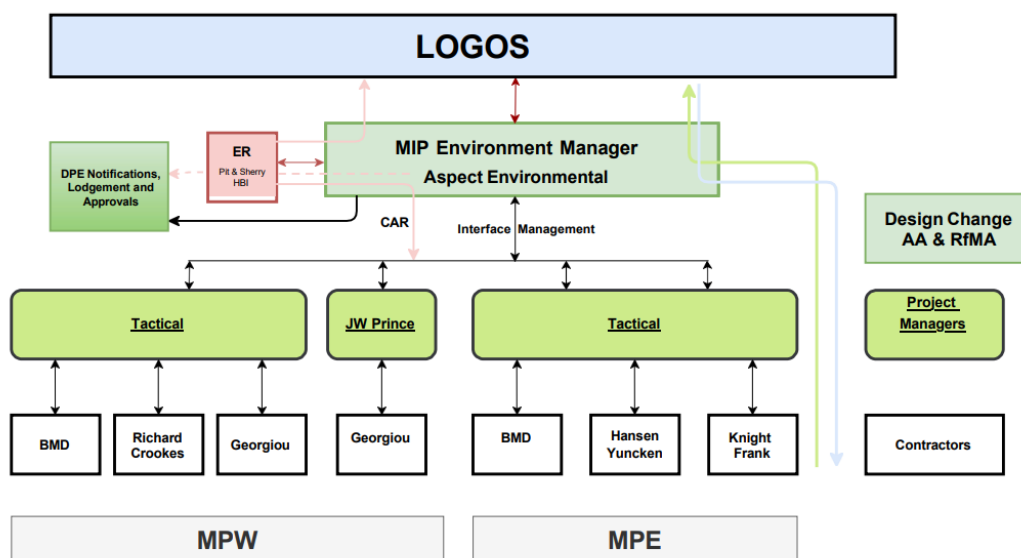 LOGOS
MIP Environment Manager
Aspect Environmental
ER
Pit & Sherry
HBI
DPE Notifications,
Lodgement and
Approvals
CAR
Interface Management
Design Change
AA & RfMA
Tactical
JW Prince
Tactical
Project
Managers
BMD
Richard
Crookes
Georgiou
Georgiou
BMD
Hansen
Yuncken
Knight
Frank
Contractors
MPW
MPE